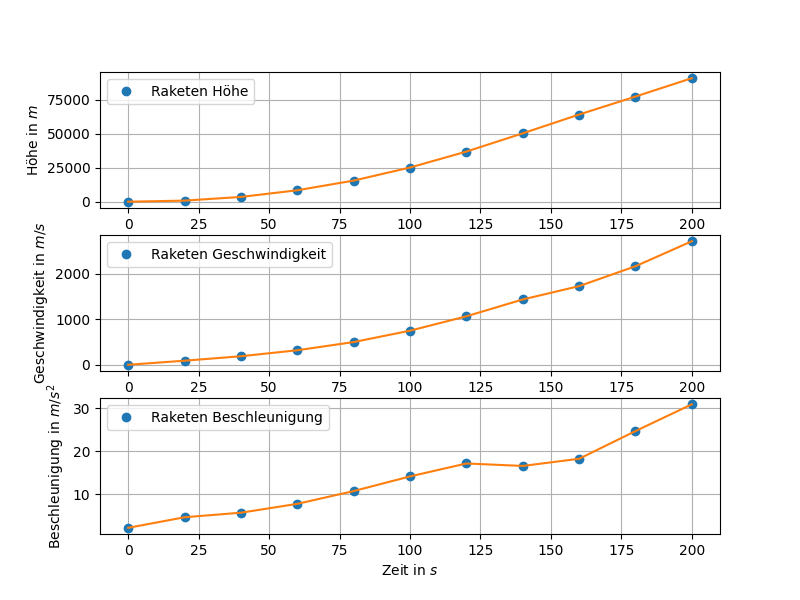 Raketen Höhe
Höhe in m
75000
50000
25000
0
0 25 50 75 100 125 150 175 200
Raketen Geschwindigkeit
Geschwindigkeit in m/s
2000
1000
0
0 25 50 75 100 125 150 175 200
Raketen Beschleunigung
Beschleunigung in m/s²
30
20
10
0 25 50 75 100 125 150 175 200
Zeit in s